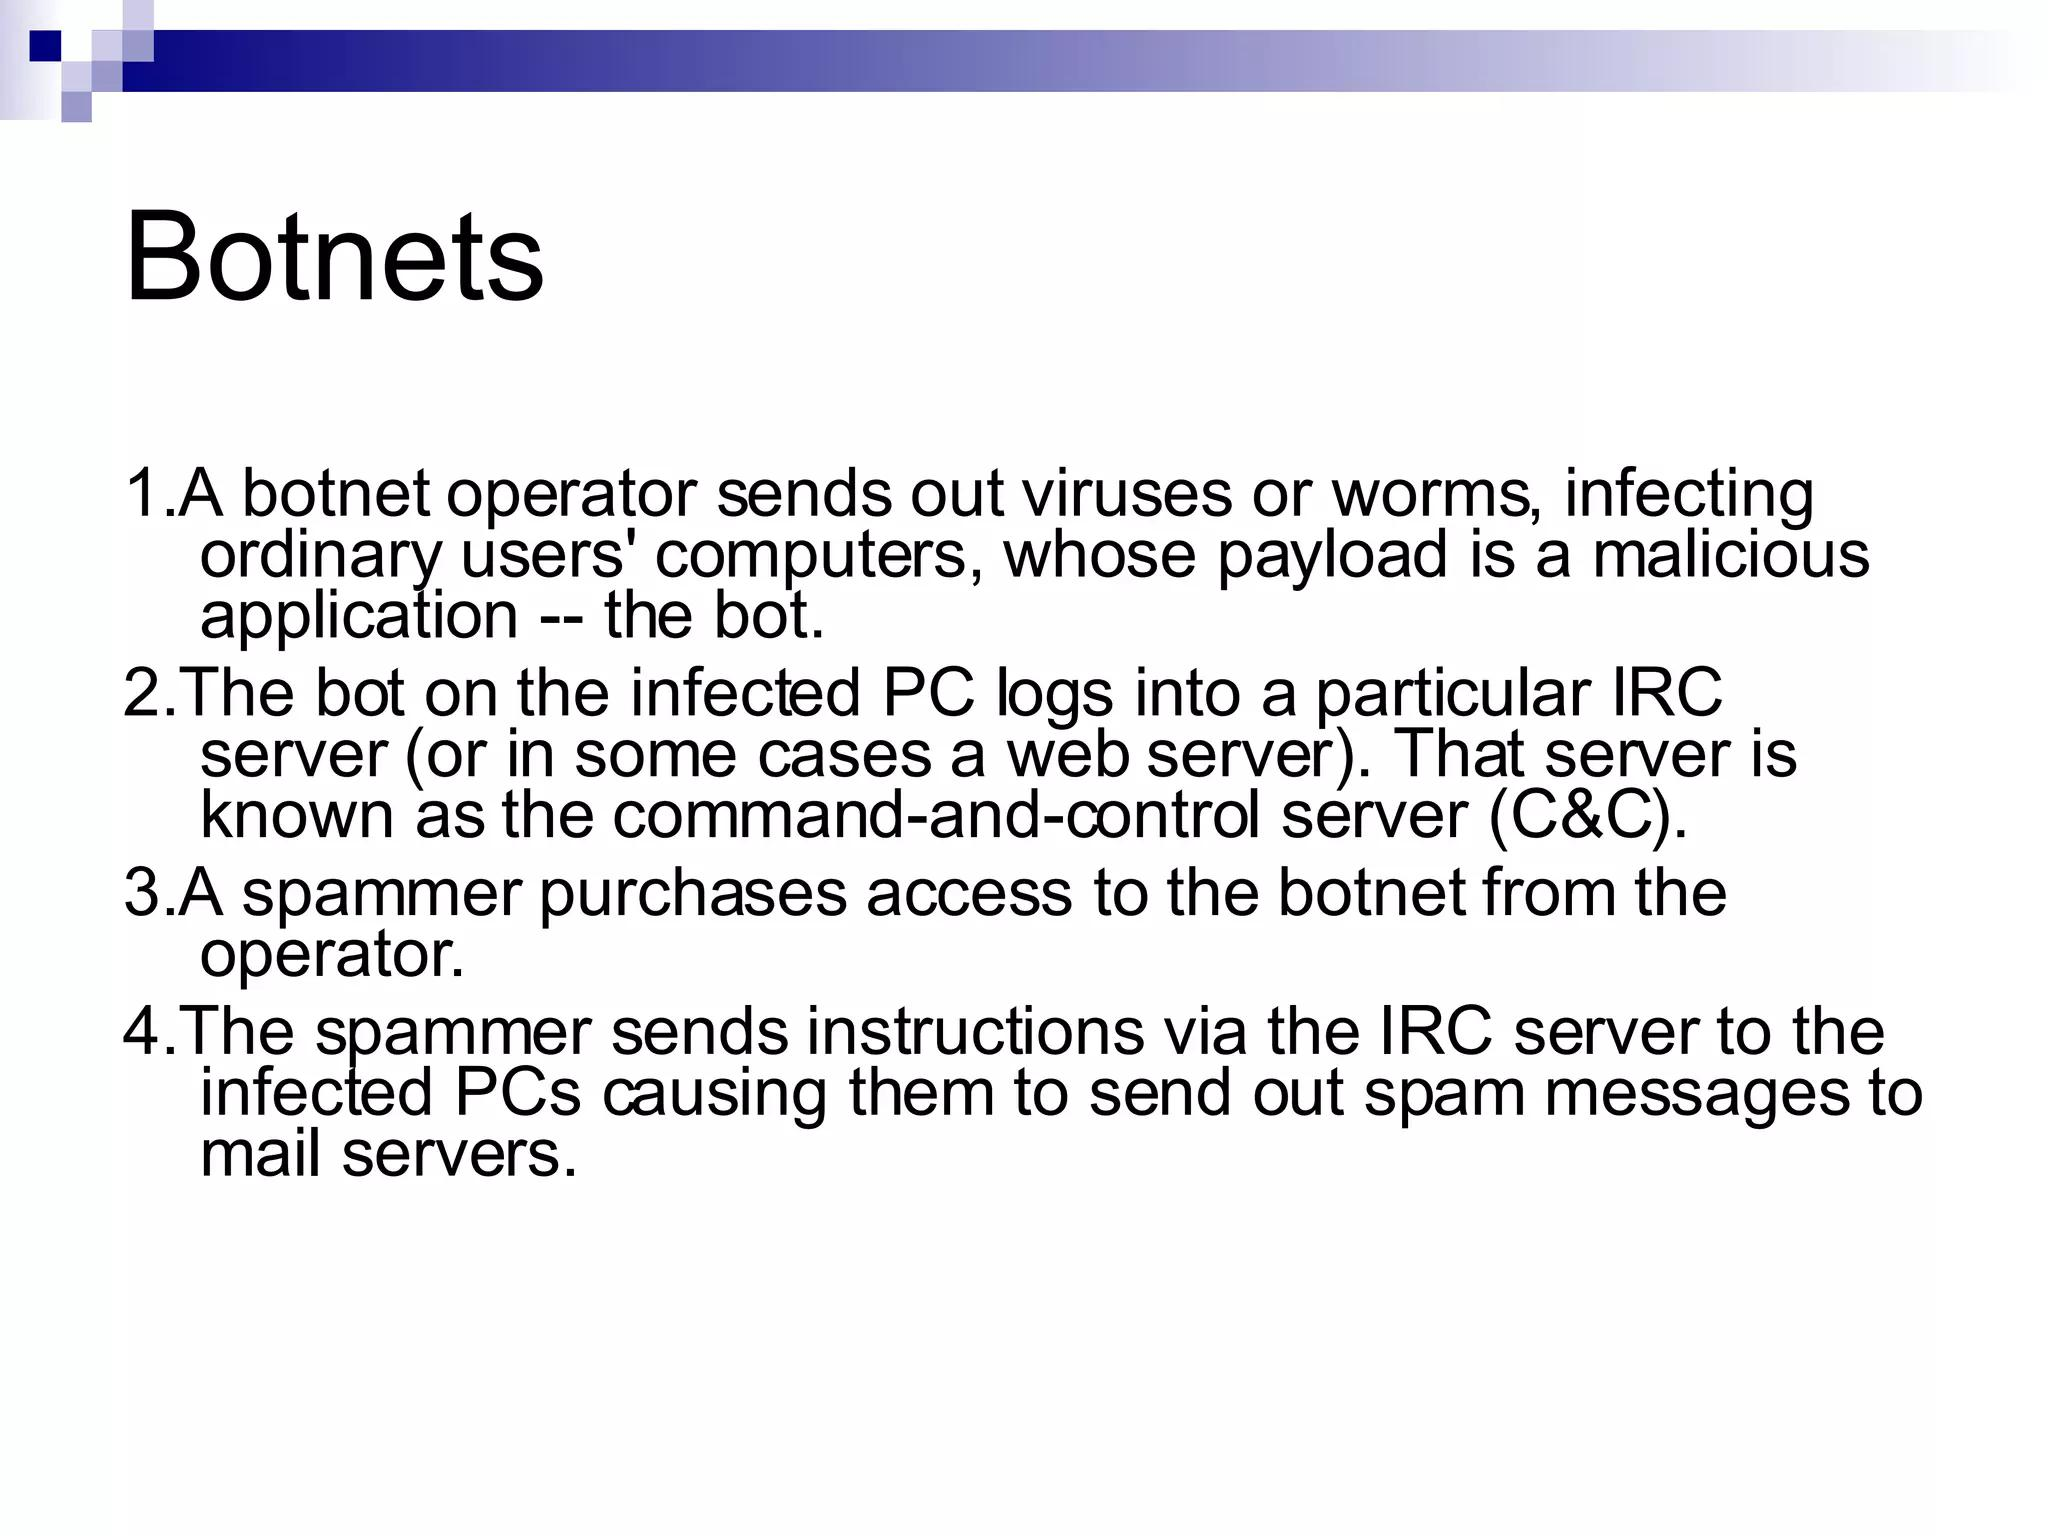 Botnets
1.A botnet operator sends out viruses or worms, infecting
ordinary users' computers, whose payload is a malicious
application -- the bot.
2.The bot on the infected PC logs into a particular IRC
server (or in some cases a web server). That server is
known as the command-and-control server (C&C).
3.A spammer purchases access to the botnet from the
operator.
4.The spammer sends instructions via the IRC server to the
infected PCs causing them to send out spam messages to
mail servers.